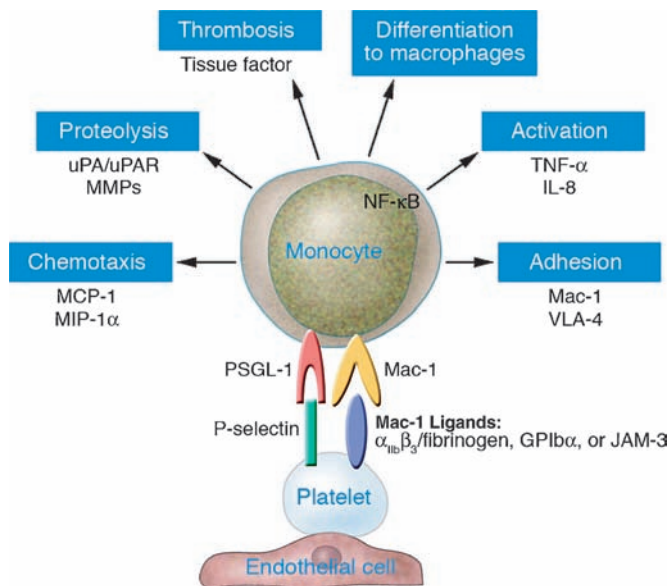 Thrombosis
Tissue factor
Differentiation
to macrophages
Proteolysis
uPA/uPAR
MMPs
Activation
TNF-α
IL-8
NF-κB
Monocyte
Chemotaxis
MCP-1
MIP-1α
Adhesion
Mac-1
VLA-4
PSGL-1
Mac-1
P-selectin
Mac-1 Ligands:
αIIbβ3/fibrinogen, GPIbα, or JAM-3
Platelet
Endothelial cell